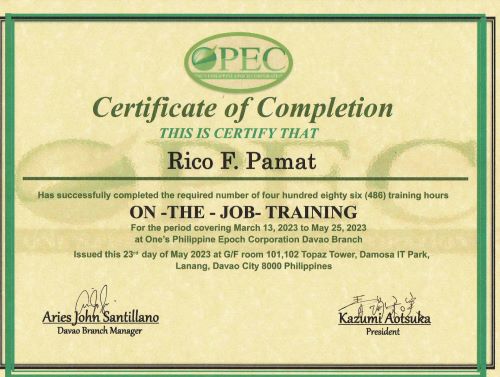 OPEC
ONE'S PHILIPPINE EPOCH CORPORATION
Certificate of Completion
THIS IS CERTIFY THAT
Rico F. Pamat
Has successfully completed the required number of four hundred eighty six (486) training hours
ON -THE - JOB- TRAINING
For the period covering March 13, 2023 to May 25, 2023
at One's Philippine Epoch Corporation Davao Branch
Issued this 23rd day of May 2023 at G/F room 101,102 Topaz Tower, Damosa IT Park,
Lanang, Davao City 8000 Philippines
Aries John Santillano
Davao Branch Manager
Kazumi Aotsuka
President